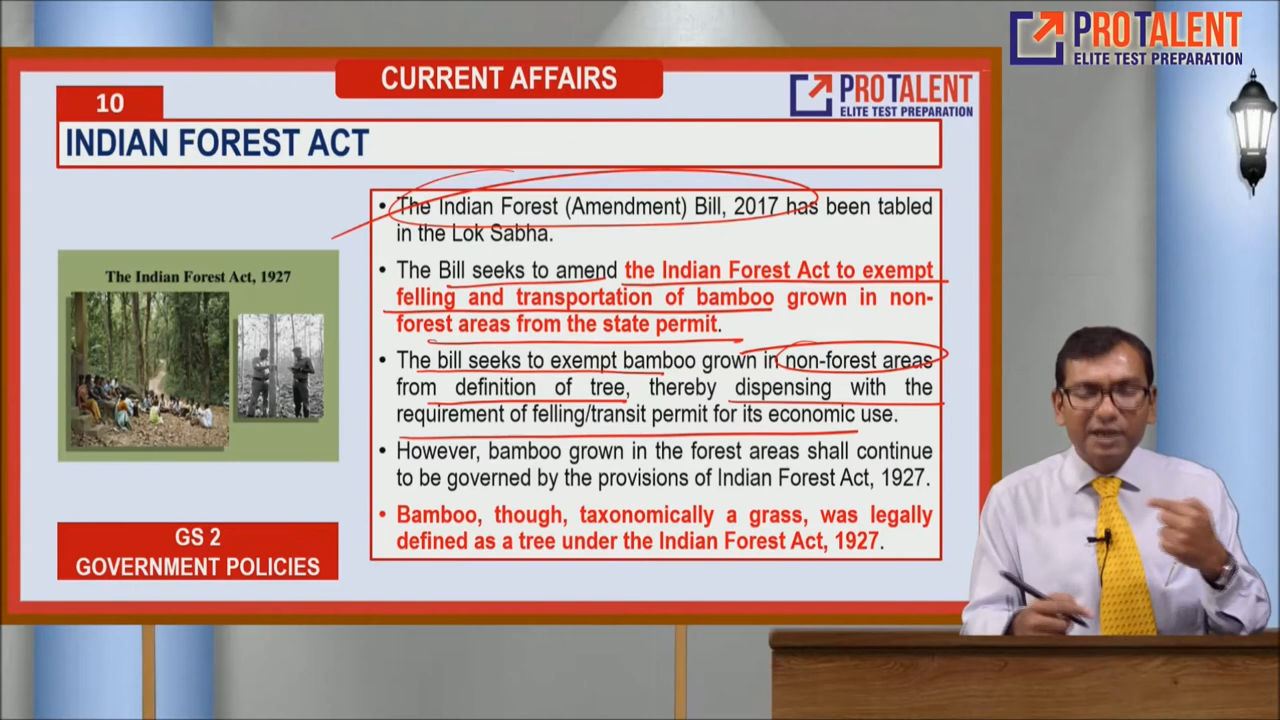 PROTALENT
ELITE TEST PREPARATION
CURRENT AFFAIRS
PROTALENT
ELITE TEST PREPARATION
10
INDIAN FOREST ACT
The Indian Forest Act, 1927
GS 2
GOVERNMENT POLICIES
• The Indian Forest (Amendment) Bill, 2017 has been tabled
in the Lok Sabha.
• The Bill seeks to amend the Indian Forest Act to exempt
felling and transportation of bamboo grown in non-
forest areas from the state permit.
• The bill seeks to exempt bamboo grown in non-forest areas
from definition of tree, thereby dispensing with the
requirement of felling/transit permit for its economic use.
• However, bamboo grown in the forest areas shall continue
to be governed by the provisions of Indian Forest Act, 1927.
• Bamboo, though, taxonomically a grass, was legally
defined as a tree under the Indian Forest Act, 1927.